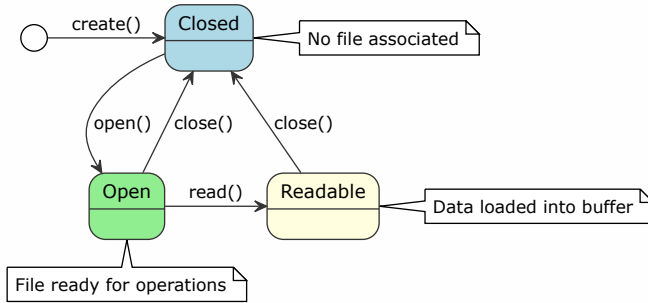 create()
Closed
No file associated
open()
close()
close()
Open
read()
Readable
Data loaded into buffer
File ready for operations